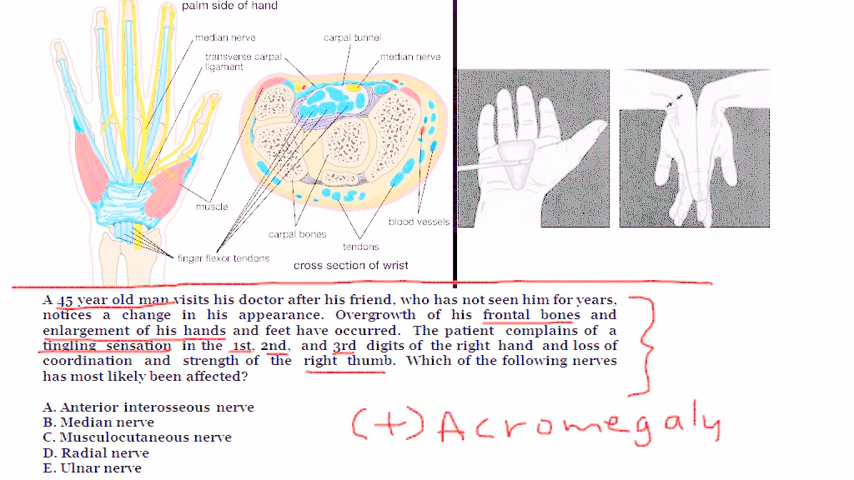 palm side of hand
median nerve
transverse carpal
ligament
carpal tunnel
median nerve
muscle
finger flexor tendons
carpal bones
tendons
blood vessels
cross section of wrist
A 45 year old man visits his doctor after his friend, who has not seen him for years,
notices a change in his appearance. Overgrowth of his frontal bones and
enlargement of his hands and feet have occurred. The patient complains of a
tingling sensation in the 1st, 2nd, and 3rd digits of the right hand and loss of
coordination and strength of the right thumb. Which of the following nerves
has most likely been affected?
A. Anterior interosseous nerve
B. Median nerve
C. Musculocutaneous nerve
D. Radial nerve
E. Ulnar nerve
(+) Acromegaly